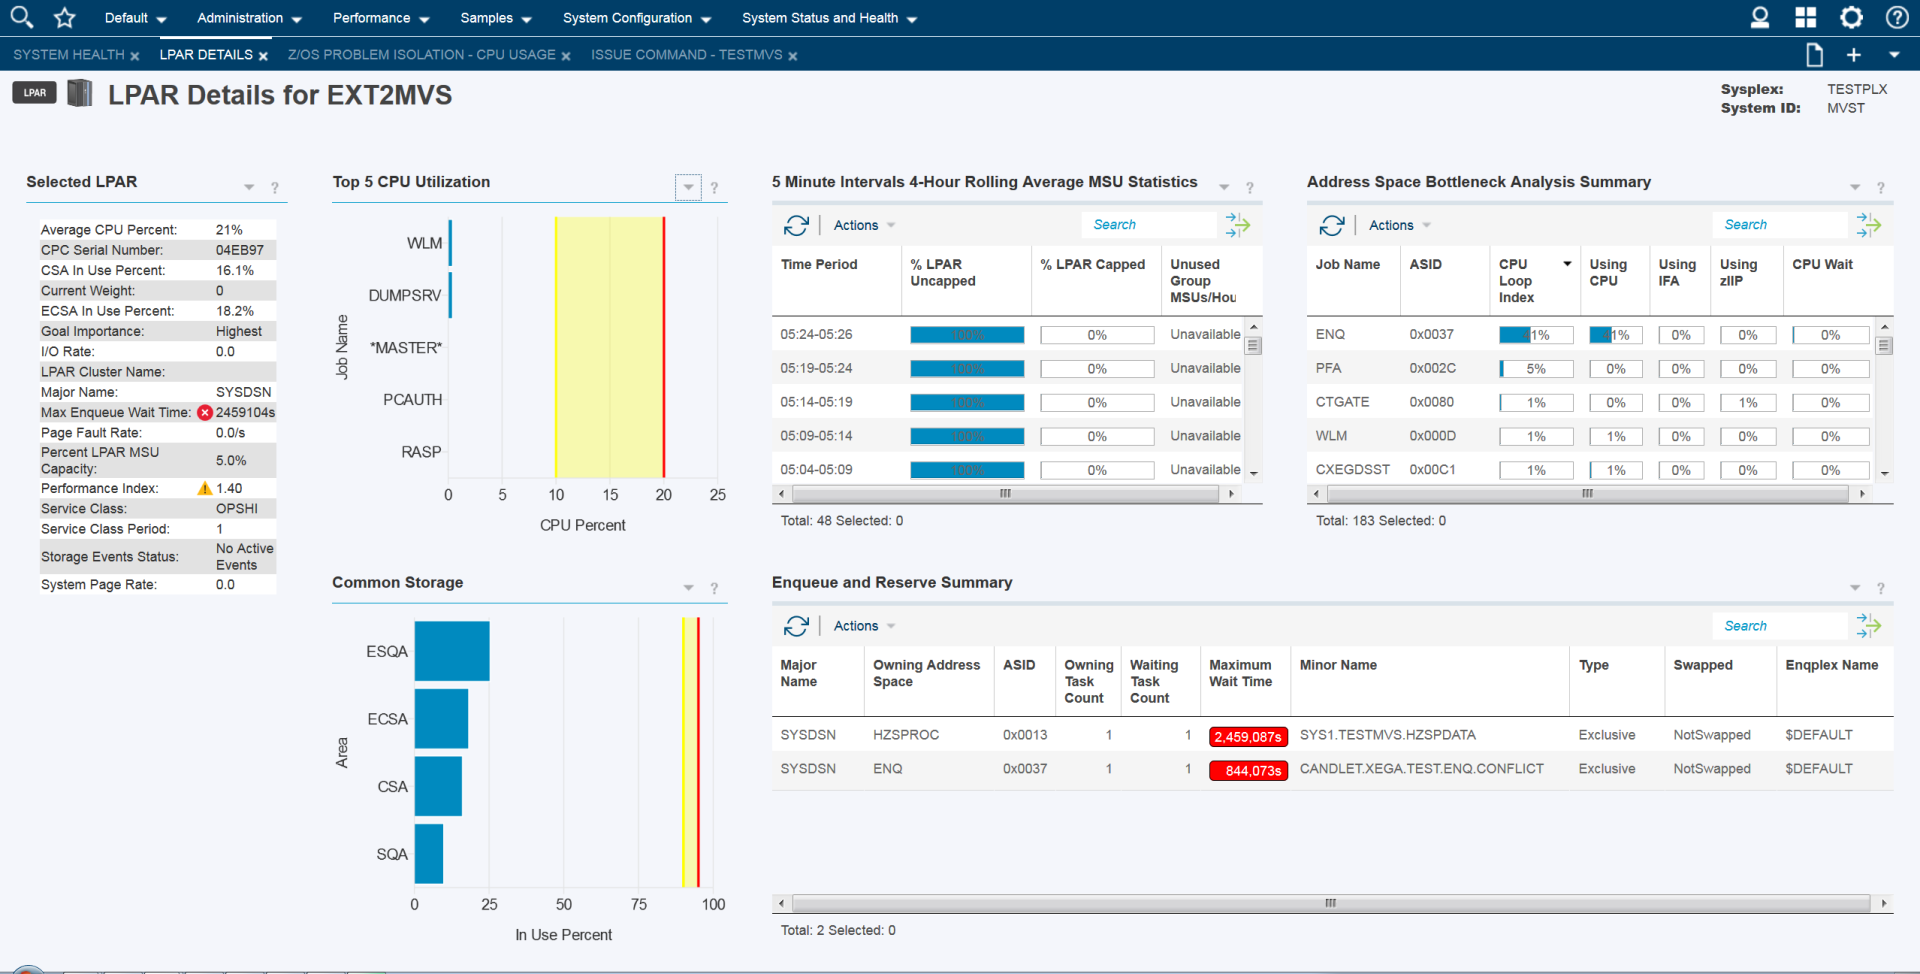 Default Administration Performance Samples System Configuration System Status and Health
SYSTEM HEALTH LPAR DETAILS Z/OS PROBLEM ISOLATION - CPU USAGE ISSUE COMMAND - TESTMVS
LPAR LPAR Details for EXT2MVS
Sysplex: TESTPLX
System ID: MVST
Selected LPAR
Average CPU Percent: 21%
CPC Serial Number: 04EB97
CSA In Use Percent: 16.1%
Current Weight: 0
ECSA In Use Percent: 18.2%
Goal Importance: Highest
I/O Rate: 0.0
LPAR Cluster Name:
Major Name: SYSDSN
Max Enqueue Wait Time: 2459104s
Page Fault Rate: 0.0/s
Percent LPAR MSU
Capacity: 5.0%
Performance Index: 1.40
Service Class: OPSHI
Service Class Period: 1
Storage Events Status: No Active
Events
System Page Rate: 0.0
Top 5 CPU Utilization
Job Name
WLM
DUMPSRV
*MASTER*
PCAUTH
RASP
0 5 10 15 20 25
CPU Percent
Common Storage
Area
ESQA
ECSA
CSA
SQA
0 25 50 75 100
In Use Percent
5 Minute Intervals 4-Hour Rolling Average MSU Statistics
Actions Search
Time Period % LPAR Uncapped % LPAR Capped Unused Group MSUs/Hou
05:24-05:26 100% 0% Unavailable
05:19-05:24 100% 0% Unavailable
05:14-05:19 100% 0% Unavailable
05:09-05:14 100% 0% Unavailable
05:04-05:09 100% 0% Unavailable
Total: 48 Selected: 0
Address Space Bottleneck Analysis Summary
Actions Search
Job Name ASID CPU Loop Index Using CPU Using IFA Using zIIP CPU Wait
ENQ 0x0037 41% 41% 0% 0% 0%
PFA 0x002C 5% 0% 0% 0% 0%
CTGATE 0x0080 1% 0% 0% 1% 0%
WLM 0x000D 1% 1% 0% 0% 0%
CXEGDSST 0x00C1 1% 1% 0% 0% 0%
Total: 183 Selected: 0
Enqueue and Reserve Summary
Actions Search
Major Name Owning Address Space ASID Owning Task Count Waiting Task Count Maximum Wait Time Minor Name Type Swapped Enqplex Name
SYSDSN HZSPROC 0x0013 1 1 2,459,087s SYS1.TESTMVS.HZSPDATA Exclusive NotSwapped $DEFAULT
SYSDSN ENQ 0x0037 1 1 844,073s CANDLET.XEGA.TEST.ENQ.CONFLICT Exclusive NotSwapped $DEFAULT
Total: 2 Selected: 0